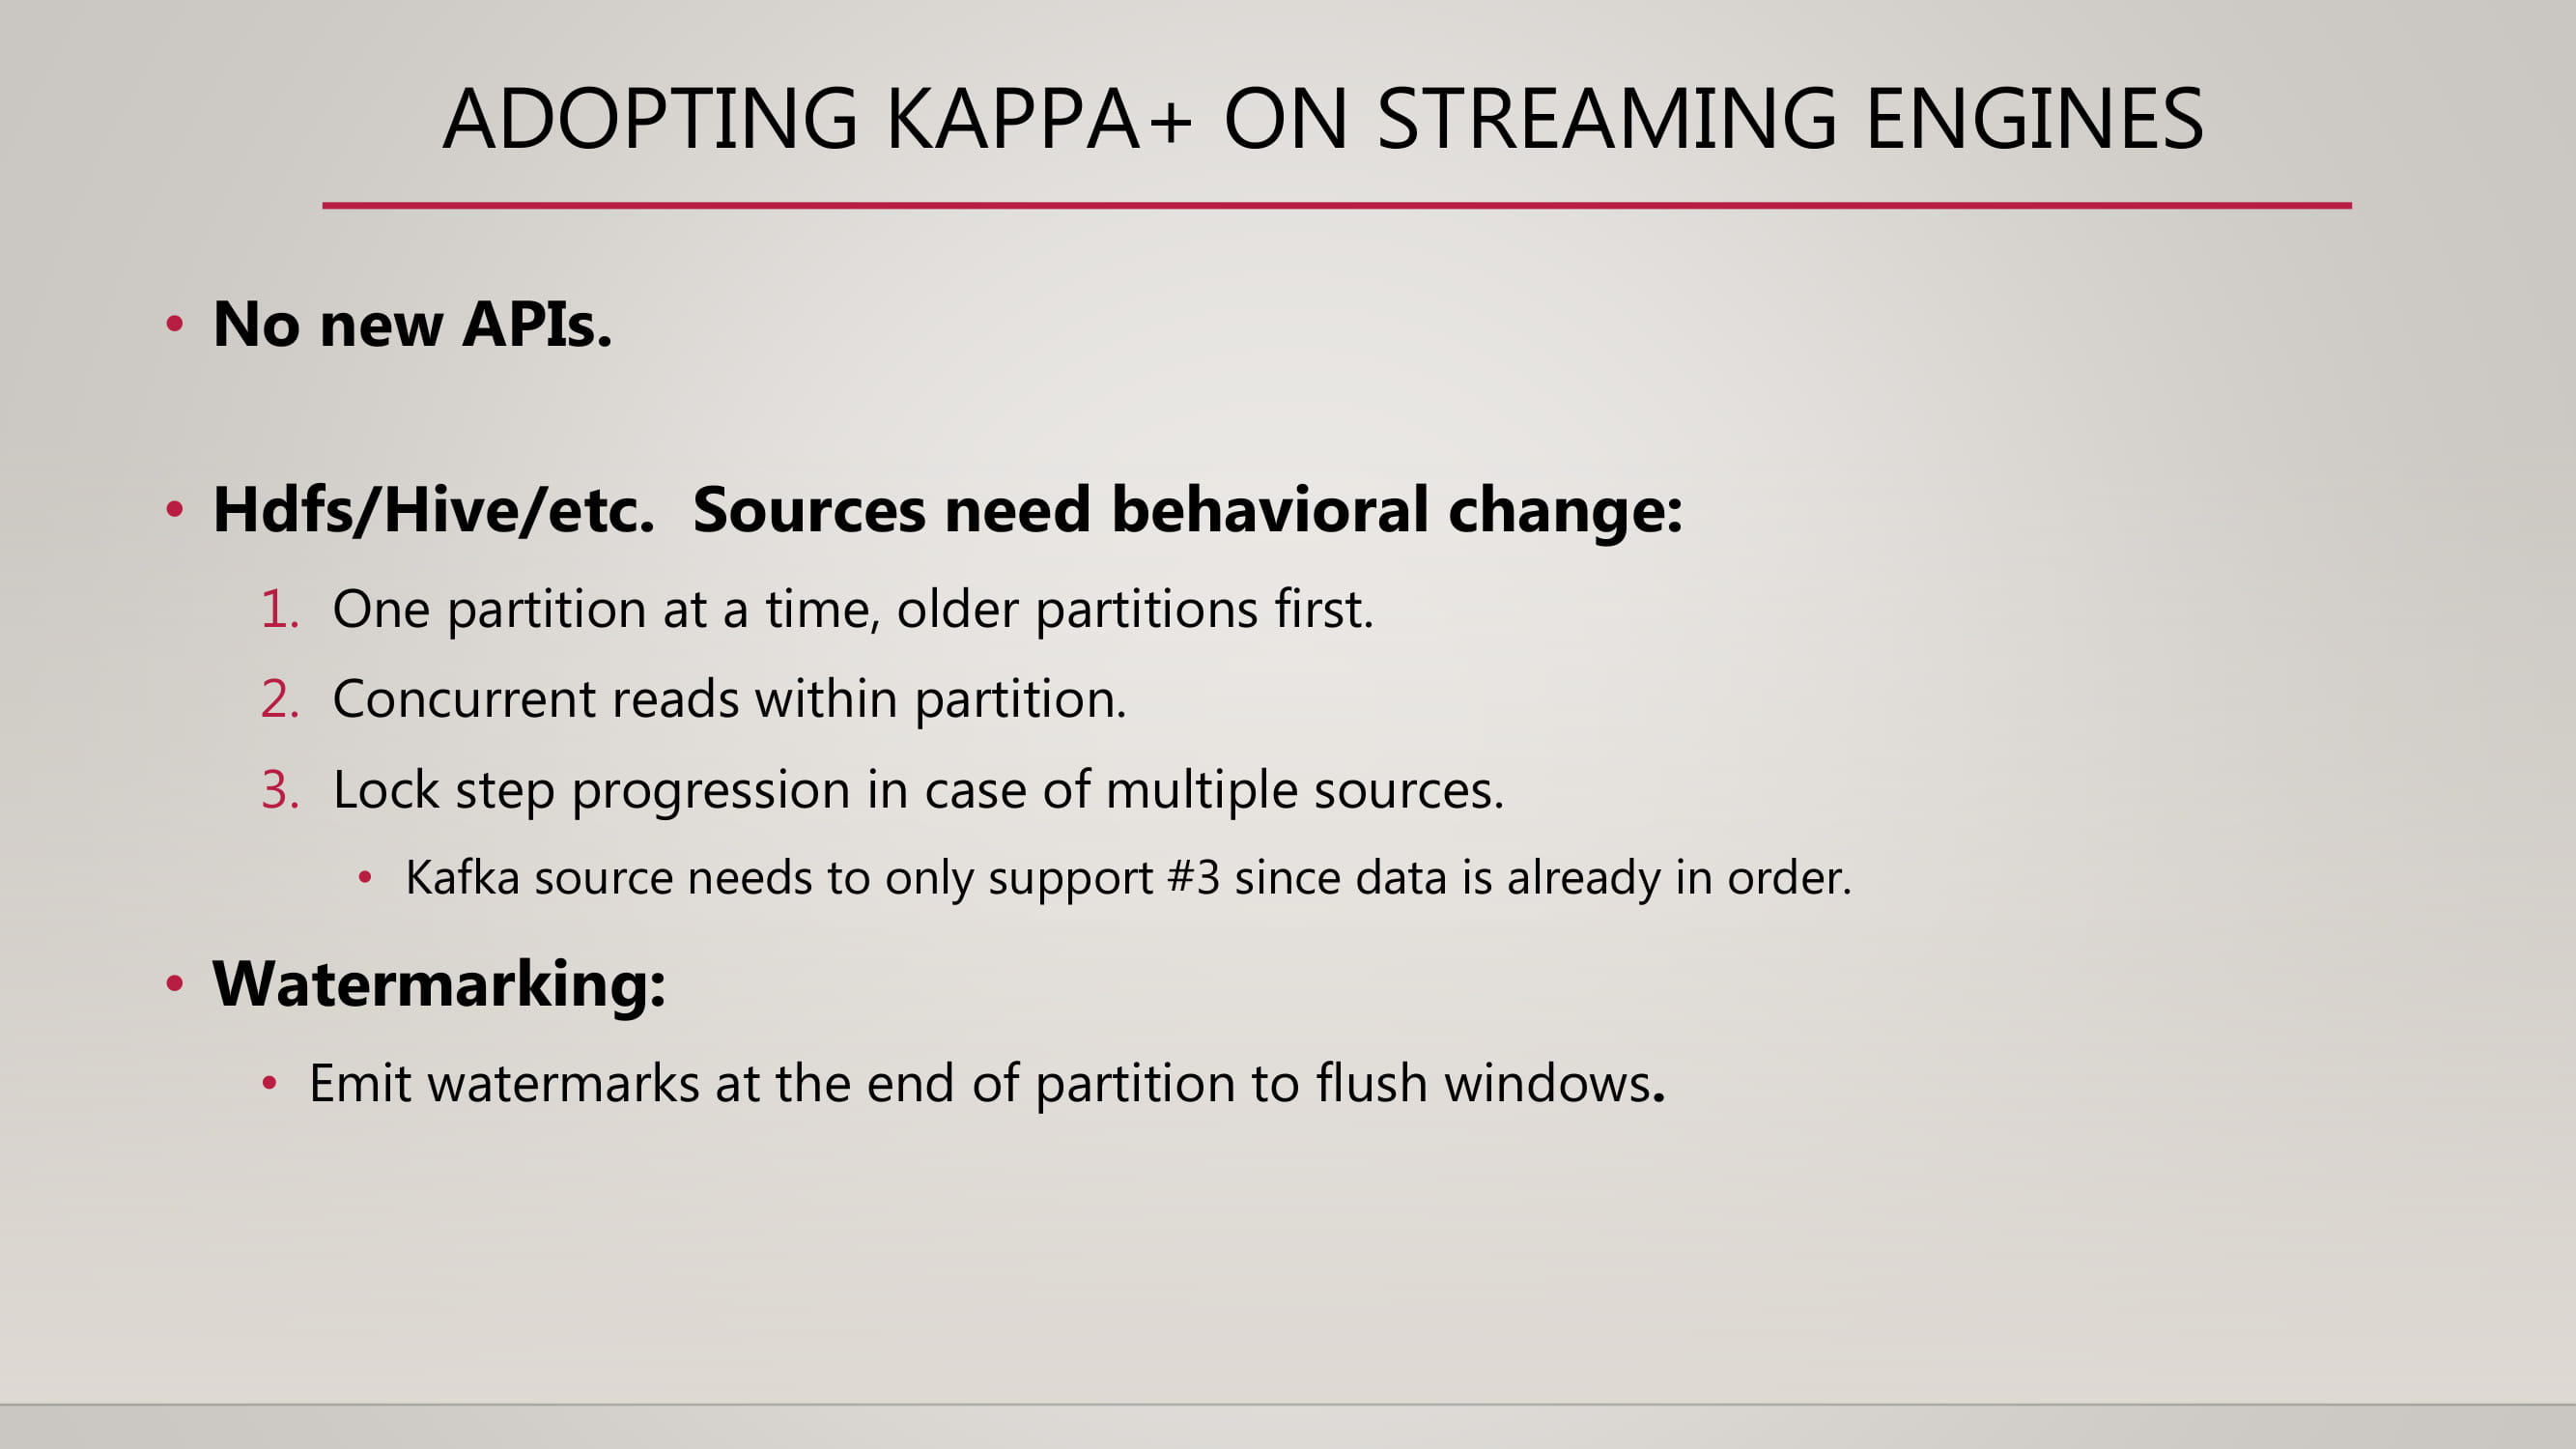 ADOPTING KAPPA+ ON STREAMING ENGINES
• No new APIs.
• Hdfs/Hive/etc.  Sources need behavioral change:
1. One partition at a time, older partitions first.
2. Concurrent reads within partition.
3. Lock step progression in case of multiple sources.
• Kafka source needs to only support #3 since data is already in order.
• Watermarking:
• Emit watermarks at the end of partition to flush windows.